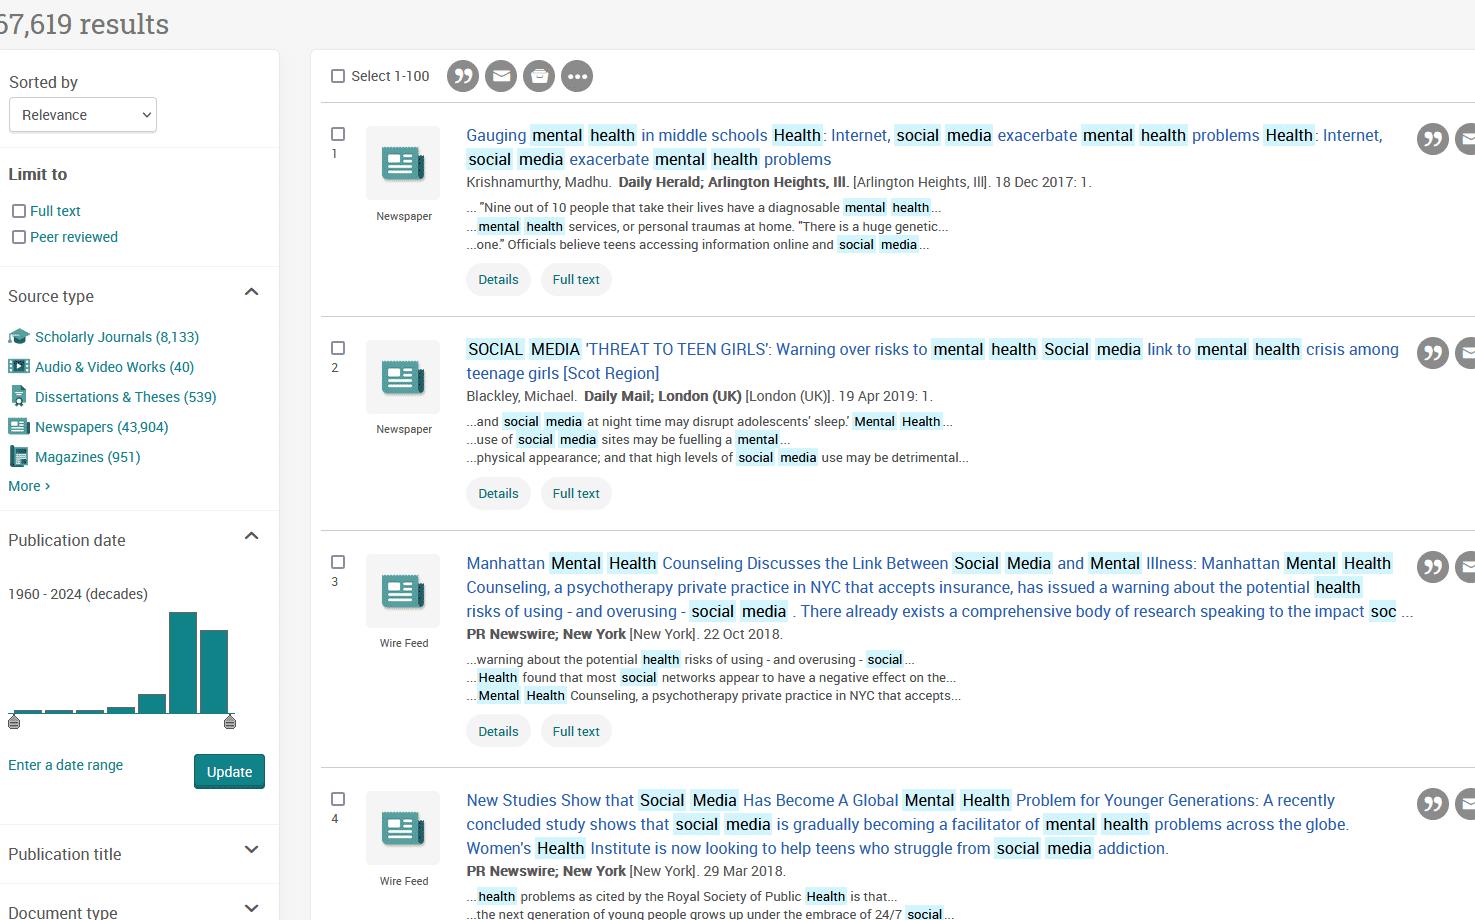 67,619 results
Sorted by
Relevance
Limit to
Full text
Peer reviewed
Source type
Scholarly Journals (8,133)
Audio & Video Works (40)
Dissertations & Theses (539)
Newspapers (43,904)
Magazines (951)
More ›
Publication date
1960 - 2024 (decades)
Enter a date range
Update
Publication title
Document type
Select 1-100
1
Newspaper
Gauging mental health in middle schools Health: Internet, social media exacerbate mental health problems Health: Internet,
social media exacerbate mental health problems
Krishnamurthy, Madhu. Daily Herald; Arlington Heights, Ill. [Arlington Heights, Ill]. 18 Dec 2017: 1.
... "Nine out of 10 people that take their lives have a diagnosable mental health...
...mental health services, or personal traumas at home. "There is a huge genetic...
...one." Officials believe teens accessing information online and social media...
Details
Full text
2
Newspaper
SOCIAL MEDIA 'THREAT TO TEEN GIRLS': Warning over risks to mental health Social media link to mental health crisis among
teenage girls [Scot Region]
Blackley, Michael. Daily Mail; London (UK) [London (UK)]. 19 Apr 2019: 1.
...and social media at night time may disrupt adolescents' sleep.' Mental Health...
...use of social media sites may be fuelling a mental...
...physical appearance; and that high levels of social media use may be detrimental...
Details
Full text
3
Wire Feed
Manhattan Mental Health Counseling Discusses the Link Between Social Media and Mental Illness: Manhattan Mental Health
Counseling, a psychotherapy private practice in NYC that accepts insurance, has issued a warning about the potential health
risks of using - and overusing - social media . There already exists a comprehensive body of research speaking to the impact soc ...
PR Newswire; New York [New York]. 22 Oct 2018.
...warning about the potential health risks of using - and overusing - social...
...Health found that most social networks appear to have a negative effect on the...
...Mental Health Counseling, a psychotherapy private practice in NYC that accepts...
Details
Full text
4
Wire Feed
New Studies Show that Social Media Has Become A Global Mental Health Problem for Younger Generations: A recently
concluded study shows that social media is gradually becoming a facilitator of mental health problems across the globe.
Women's Health Institute is now looking to help teens who struggle from social media addiction.
PR Newswire; New York [New York]. 29 Mar 2018.
...health problems as cited by the Royal Society of Public Health is that...
...the next generation of young people grows up under the embrace of 24/7 social...